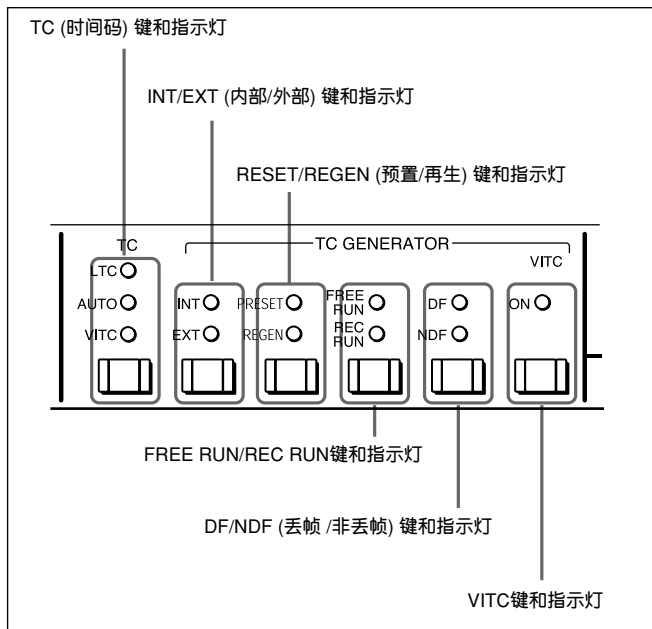 TC (时间码) 键和指示灯
INT/EXT (内部/外部) 键和指示灯
RESET/REGEN (预置/再生) 键和指示灯
TC
TC GENERATOR
VITC
LTC
AUTO
VITC
INT
EXT
PRESET
REGEN
FREE
RUN
REC
RUN
DF
NDF
ON
FREE RUN/REC RUN键和指示灯
DF/NDF (丢帧 /非丢帧) 键和指示灯
VITC键和指示灯